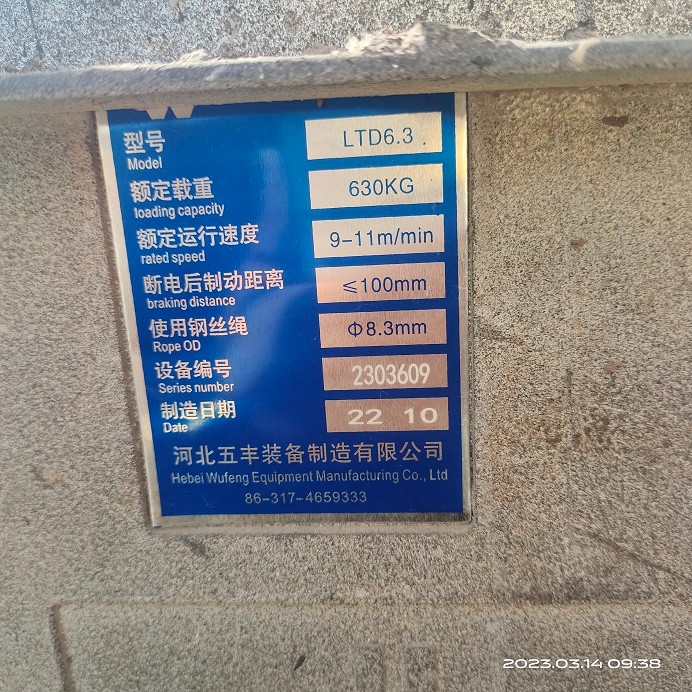 型号 LTD6.3
Model
额定载重 630KG
loading capacity
额定运行速度 9-11m/min
rated speed
断电后制动距离 ≤100mm
braking distance
使用钢丝绳 Φ8.3mm
Rope OD
设备编号 2303609
Series number
制造日期 22 10
Date
河北五丰装备制造有限公司
Hebei Wufeng Equipment Manufacturing Co., Ltd
86-317-4659333
2023.03.14 09:38